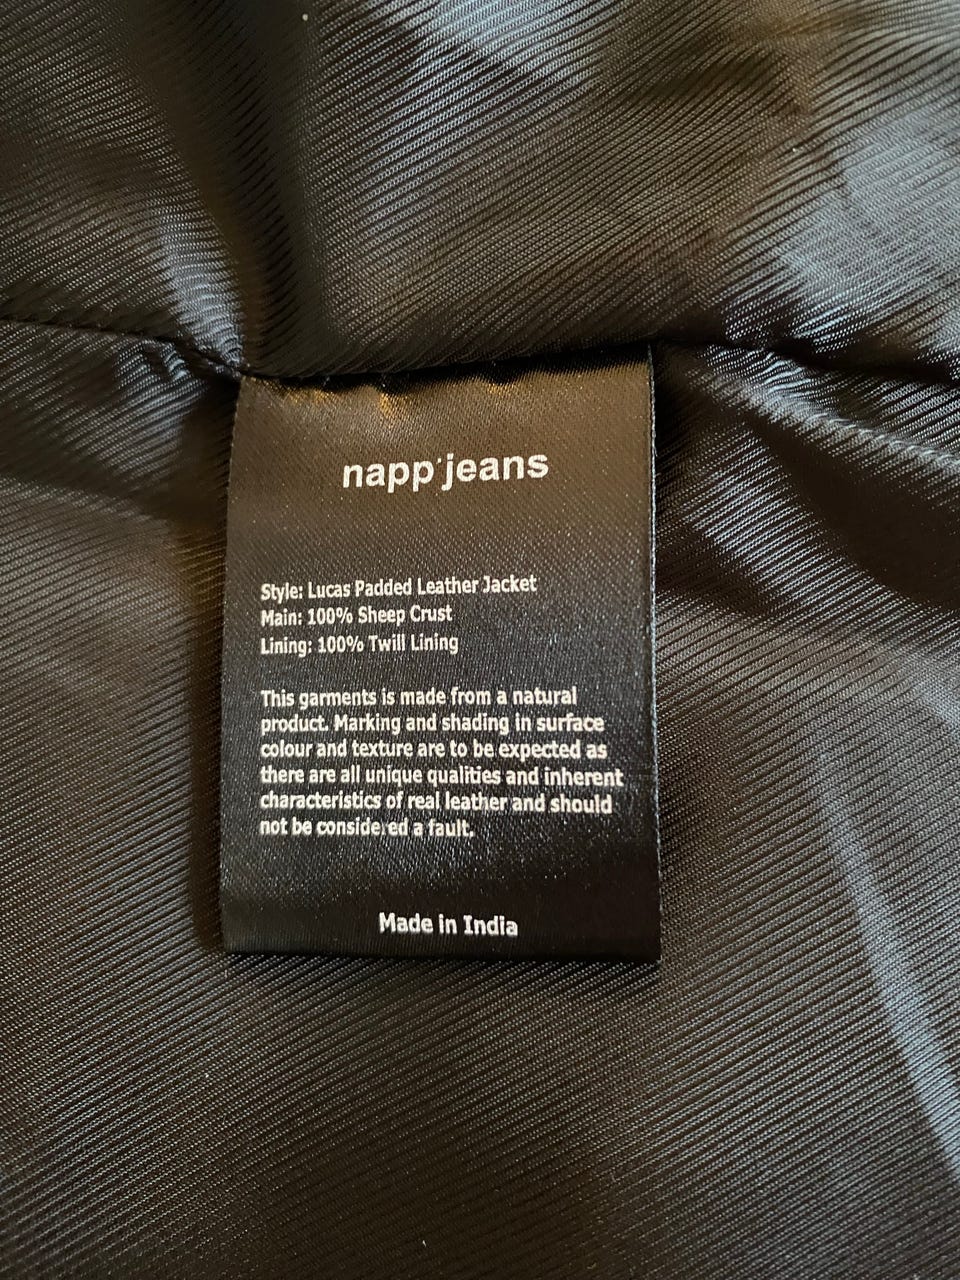 napp'jeans
Style: Lucas Padded Leather Jacket
Main: 100% Sheep Crust
Lining: 100% Twill Lining
This garments is made from a natural
product. Marking and shading in surface
colour and texture are to be expected as
there are all unique qualities and inherent
characteristics of real leather and should
not be considered a fault.
Made in India